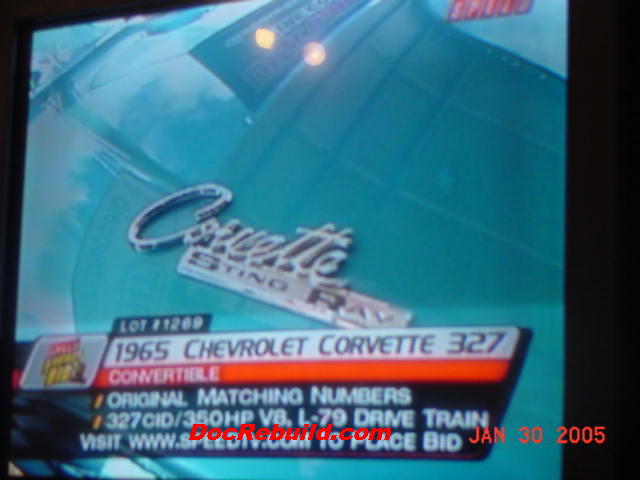 SPEED
Corvette
STING RAY
LOT #1269
1965 CHEVROLET CORVETTE 327
CONVERTIBLE
/ ORIGINAL MATCHING NUMBERS
/ 327CID/350HP V8, L-79 DRIVE TRAIN
VISIT WWW.SPEEDTV.COM TO PLACE BID
DocRebuild.com
JAN 30 2005